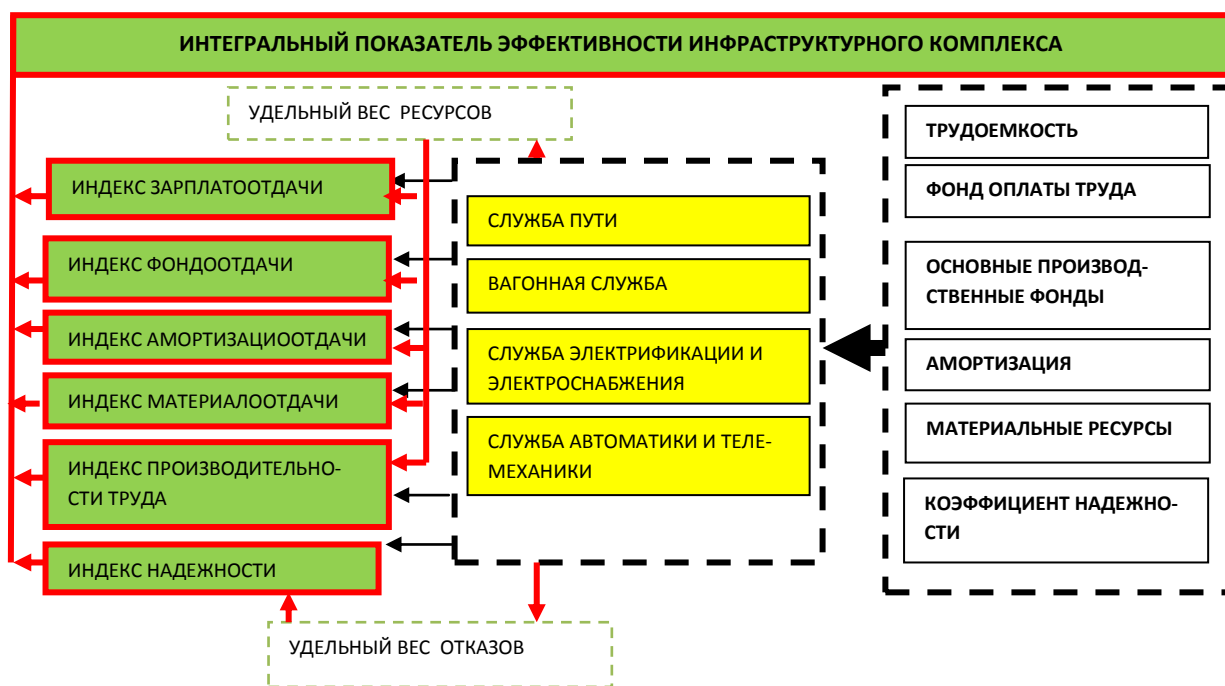 ИНТЕГРАЛЬНЫЙ ПОКАЗАТЕЛЬ ЭФФЕКТИВНОСТИ ИНФРАСТРУКТУРНОГО КОМПЛЕКСА
УДЕЛЬНЫЙ ВЕС РЕСУРСОВ
ИНДЕКС ЗАРПЛАТООТДАЧИ
ИНДЕКС ФОНДООТДАЧИ
ИНДЕКС АМОРТИЗАЦИООТДАЧИ
ИНДЕКС МАТЕРИАЛООТДАЧИ
ИНДЕКС ПРОИЗВОДИТЕЛЬНО-
СТИ ТРУДА
ИНДЕКС НАДЕЖНОСТИ
УДЕЛЬНЫЙ ВЕС ОТКАЗОВ
СЛУЖБА ПУТИ
ВАГОННАЯ СЛУЖБА
СЛУЖБА ЭЛЕКТРИФИКАЦИИ И
ЭЛЕКТРОСНАБЖЕНИЯ
СЛУЖБА АВТОМАТИКИ И ТЕЛЕ-
МЕХАНИКИ
ТРУДОЕМКОСТЬ
ФОНД ОПЛАТЫ ТРУДА
ОСНОВНЫЕ ПРОИЗВОД-
СТВЕННЫЕ ФОНДЫ
АМОРТИЗАЦИЯ
МАТЕРИАЛЬНЫЕ РЕСУРСЫ
КОЭФФИЦИЕНТ НАДЕЖНО-
СТИ